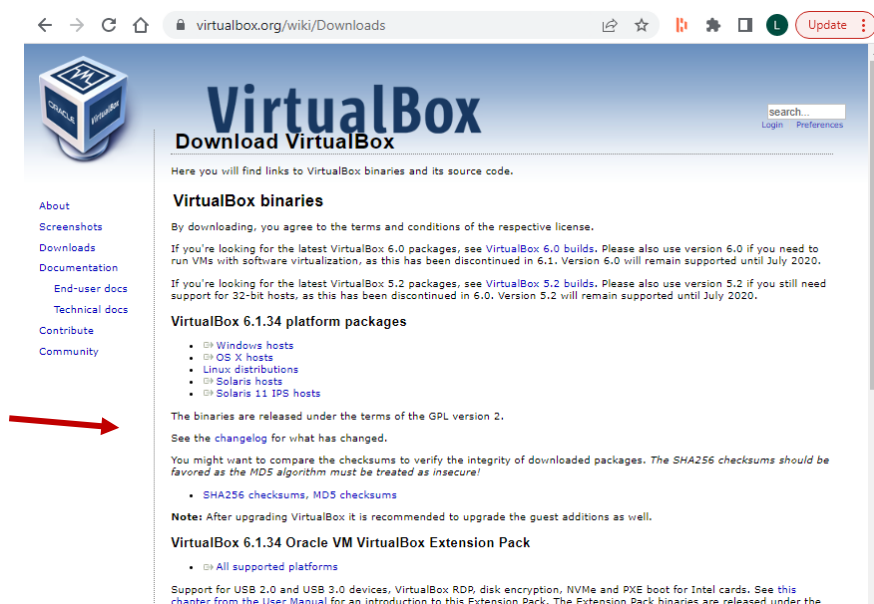 virtualbox.org/wiki/Downloads
L
Update
VirtualBox
search...
Login Preferences
Download VirtualBox
Here you will find links to VirtualBox binaries and its source code.
About
Screenshots
Downloads
Documentation
End-user docs
Technical docs
Contribute
Community
VirtualBox binaries
By downloading, you agree to the terms and conditions of the respective license.
If you're looking for the latest VirtualBox 6.0 packages, see VirtualBox 6.0 builds. Please also use version 6.0 if you need to
run VMs with software virtualization, as this has been discontinued in 6.1. Version 6.0 will remain supported until July 2020.
If you're looking for the latest VirtualBox 5.2 packages, see VirtualBox 5.2 builds. Please also use version 5.2 if you still need
support for 32-bit hosts, as this has been discontinued in 6.0. Version 5.2 will remain supported until July 2020.
VirtualBox 6.1.34 platform packages
Windows hosts
OS X hosts
Linux distributions
Solaris hosts
Solaris 11 IPS hosts
The binaries are released under the terms of the GPL version 2.
See the changelog for what has changed.
You might want to compare the checksums to verify the integrity of downloaded packages. The SHA256 checksums should be
favored as the MD5 algorithm must be treated as insecure!
SHA256 checksums, MD5 checksums
Note: After upgrading VirtualBox it is recommended to upgrade the guest additions as well.
VirtualBox 6.1.34 Oracle VM VirtualBox Extension Pack
All supported platforms
Support for USB 2.0 and USB 3.0 devices, VirtualBox RDP, disk encryption, NVMe and PXE boot for Intel cards. See this
chapter from the User Manual for an introduction to this Extension Pack. The Extension Pack binaries are released under the
ORACLE
VirtualBox
VM